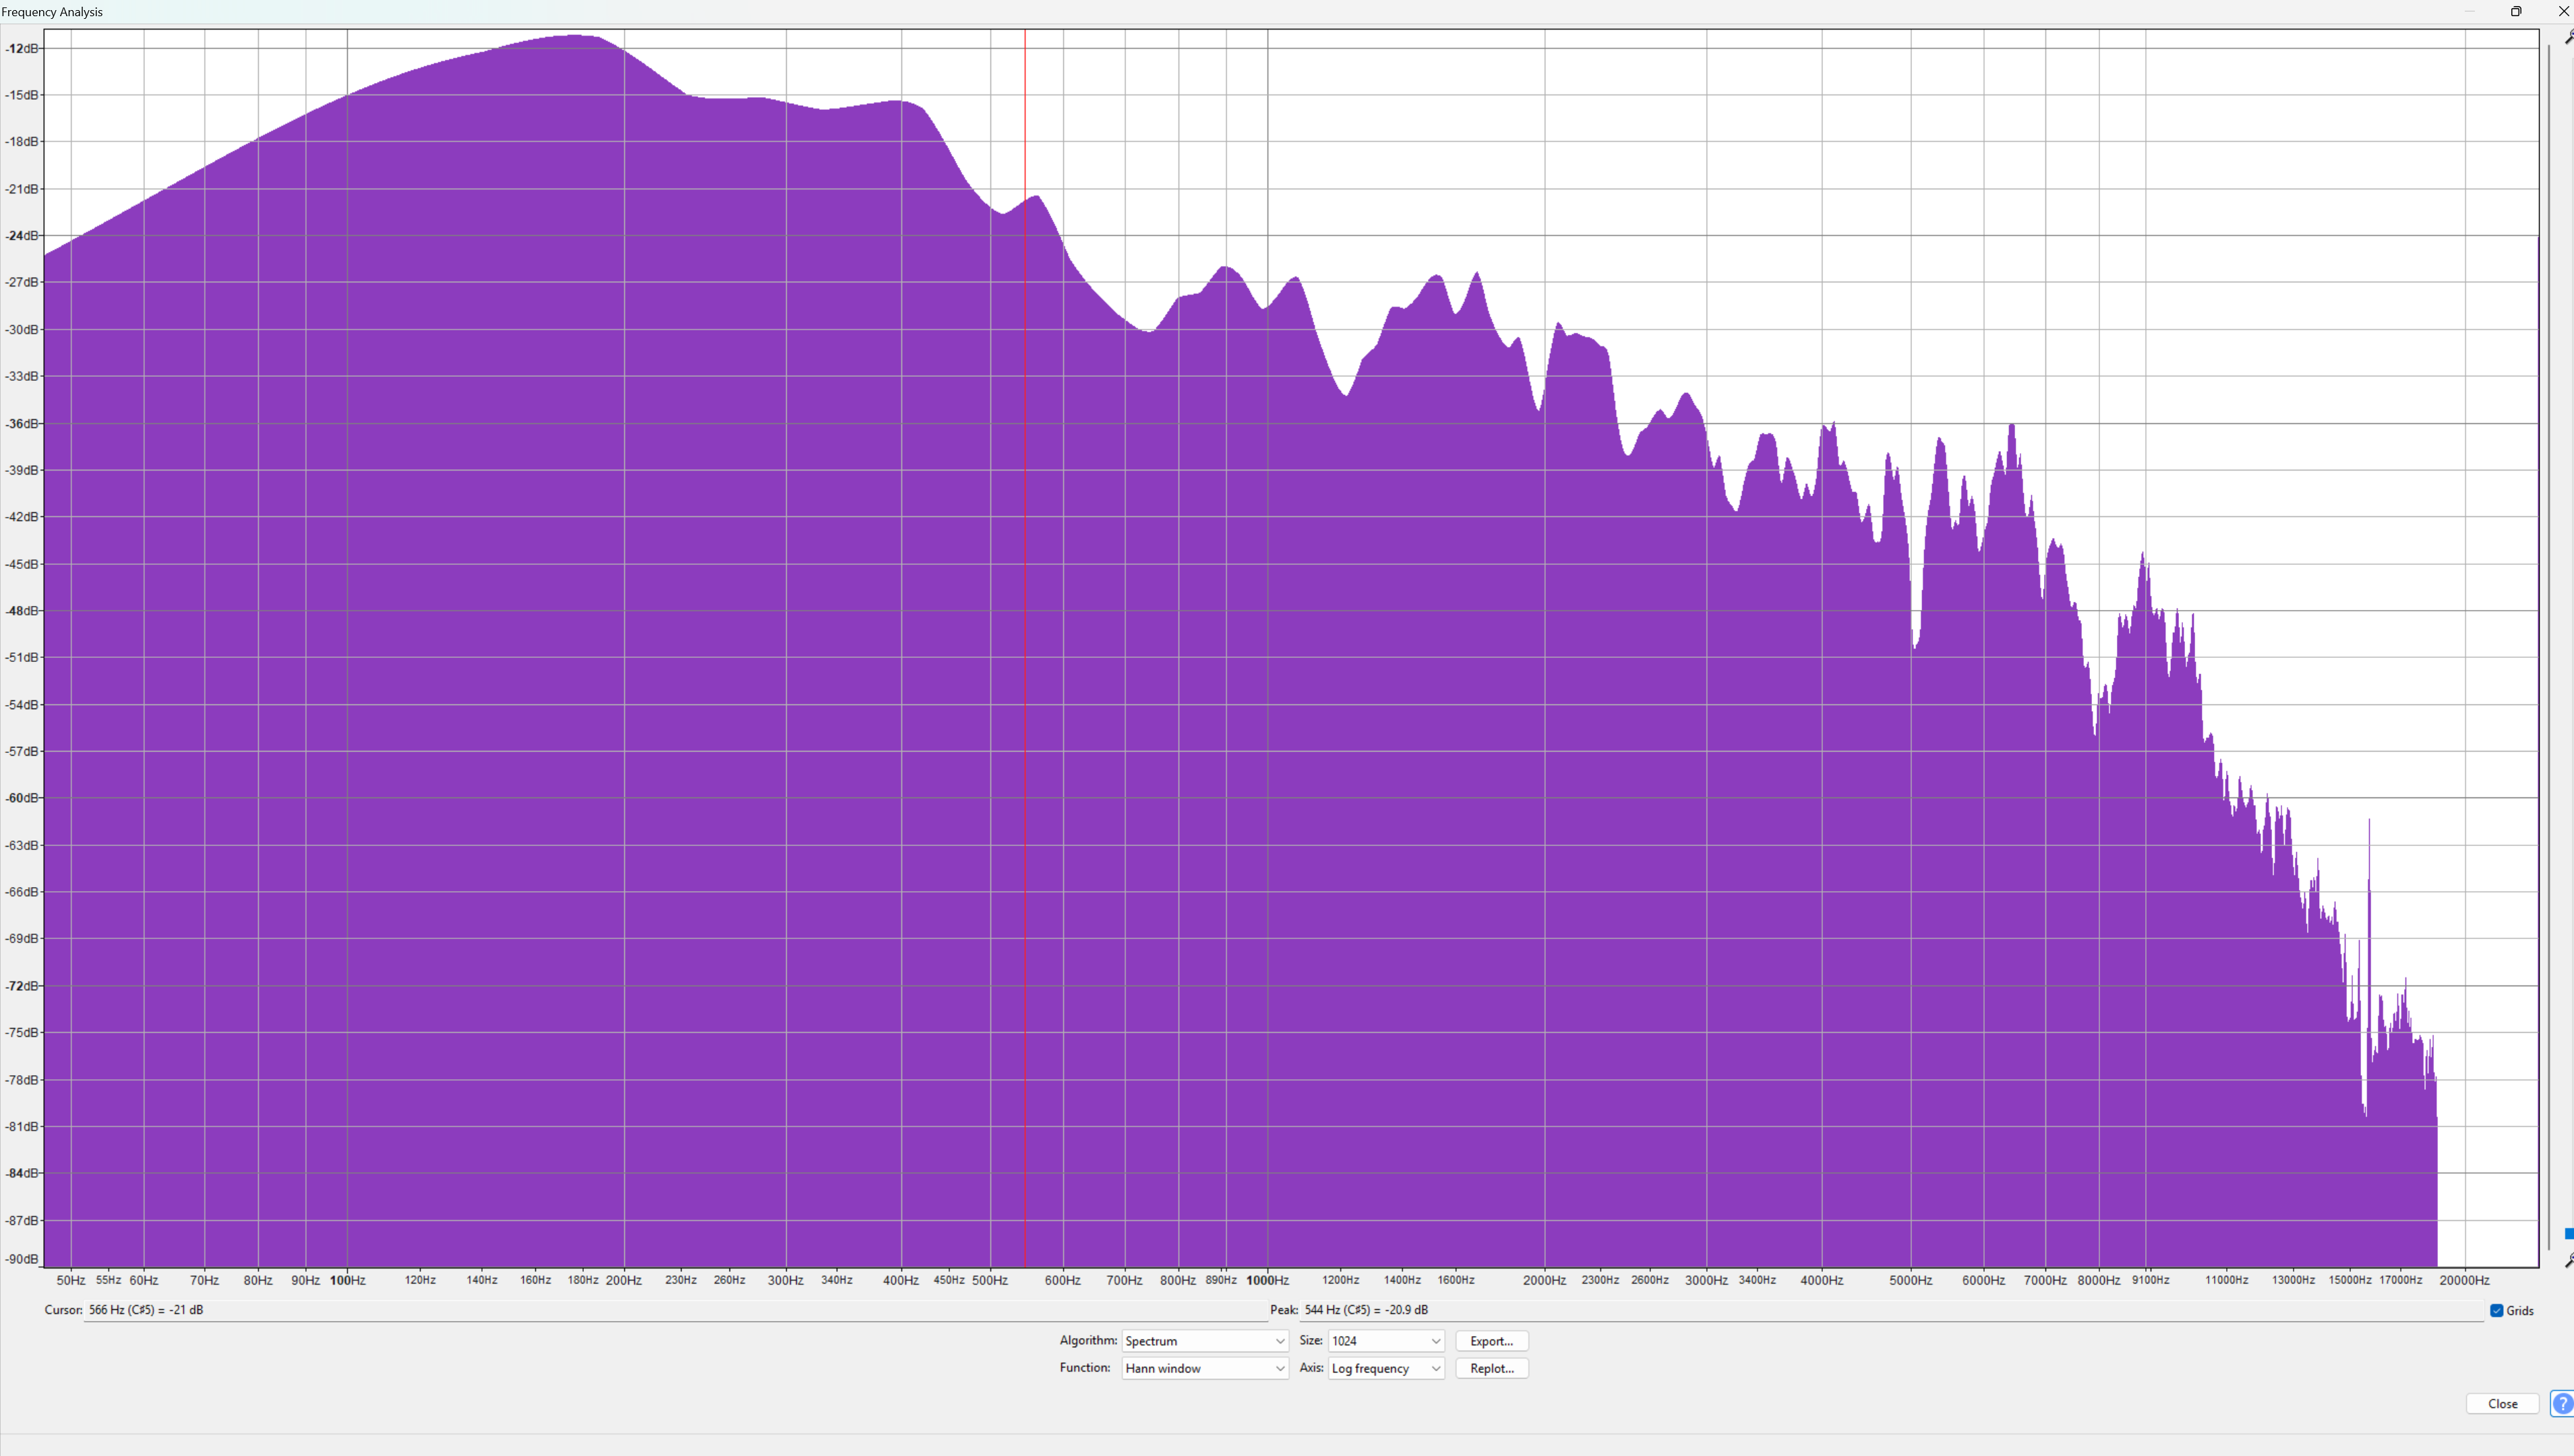 Frequency Analysis
-12dB
-15dB
-18dB
-21dB
-24dB
-27dB
-30dB
-33dB
-36dB
-39dB
-42dB
-45dB
-48dB
-51dB
-54dB
-57dB
-60dB
-63dB
-66dB
-69dB
-72dB
-75dB
-78dB
-81dB
-84dB
-87dB
-90dB
50Hz 55Hz 60Hz 70Hz 80Hz 90Hz 100Hz 120Hz 140Hz 160Hz 180Hz 200Hz 230Hz 260Hz 300Hz 340Hz 400Hz 450Hz 500Hz 600Hz 700Hz 800Hz 890Hz 1000Hz 1200Hz 1400Hz 1600Hz 2000Hz 2300Hz 2600Hz 3000Hz 3400Hz 4000Hz 5000Hz 6000Hz 7000Hz 8000Hz 9100Hz 11000Hz 13000Hz 15000Hz 17000Hz 20000Hz
Cursor: 566 Hz (C♯5) = -21 dB Peak: 544 Hz (C♯5) = -20.9 dB Grids
Algorithm: Spectrum Size: 1024 Export...
Function: Hann window Axis: Log frequency Replot...
Close ?